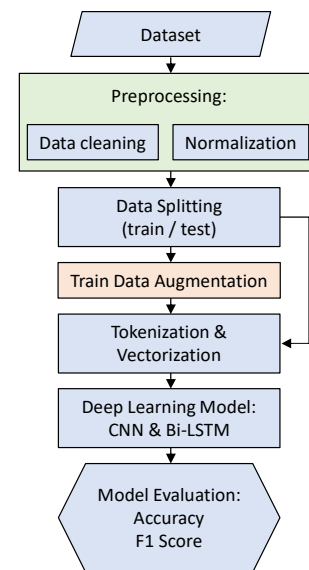 Dataset
Preprocessing:
Data cleaning
Normalization
Data Splitting
(train / test)
Train Data Augmentation
Tokenization &
Vectorization
Deep Learning Model:
CNN & Bi-LSTM
Model Evaluation:
Accuracy
F1 Score